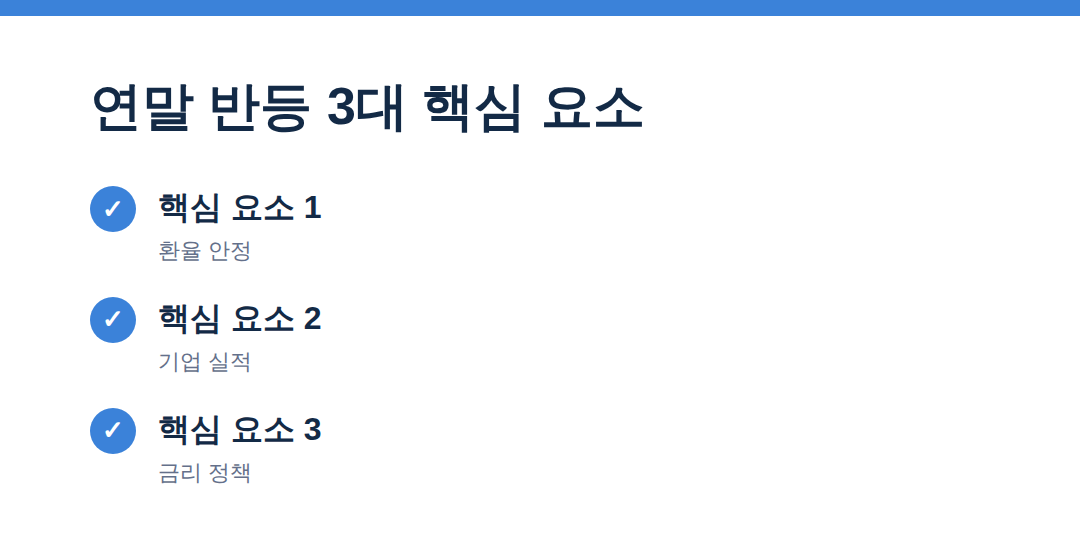 연말 반등 3대 핵심 요소
✓ 핵심 요소 1
환율 안정
✓ 핵심 요소 2
기업 실적
✓ 핵심 요소 3
금리 정책